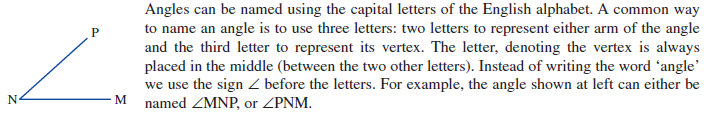 Angles can be named using the capital letters of the English alphabet. A common way
to name an angle is to use three letters: two letters to represent either arm of the angle
and the third letter to represent its vertex. The letter, denoting the vertex is always
placed in the middle (between the two other letters). Instead of writing the word ‘angle’
we use the sign ∠ before the letters. For example, the angle shown at left can either be
named ∠MNP, or ∠PNM.
P
N
M